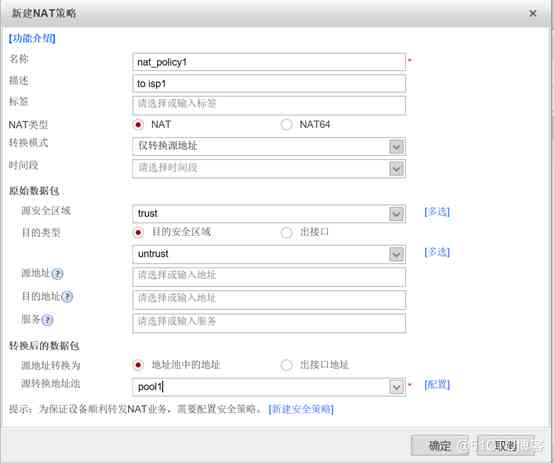 新建NAT策略
[功能介绍]
名称 nat_policy1 *
描述 to isp1
标签 请选择或输入标签
NAT类型 NAT NAT64
转换模式 仅转换源地址
时间段 请选择时间段
原始数据包
源安全区域 trust [多选]
目的类型 目的安全区域 出接口
untrust [多选]
源地址 ? 请选择或输入地址
目的地址 ? 请选择或输入地址
服务 ? 请选择或输入服务
转换后的数据包
源地址转换为 地址池中的地址 出接口地址
源转换地址池 pool1 * [配置]
提示：为保证设备顺利转发NAT业务，需要配置安全策略。 [新建安全策略]
确定 取消